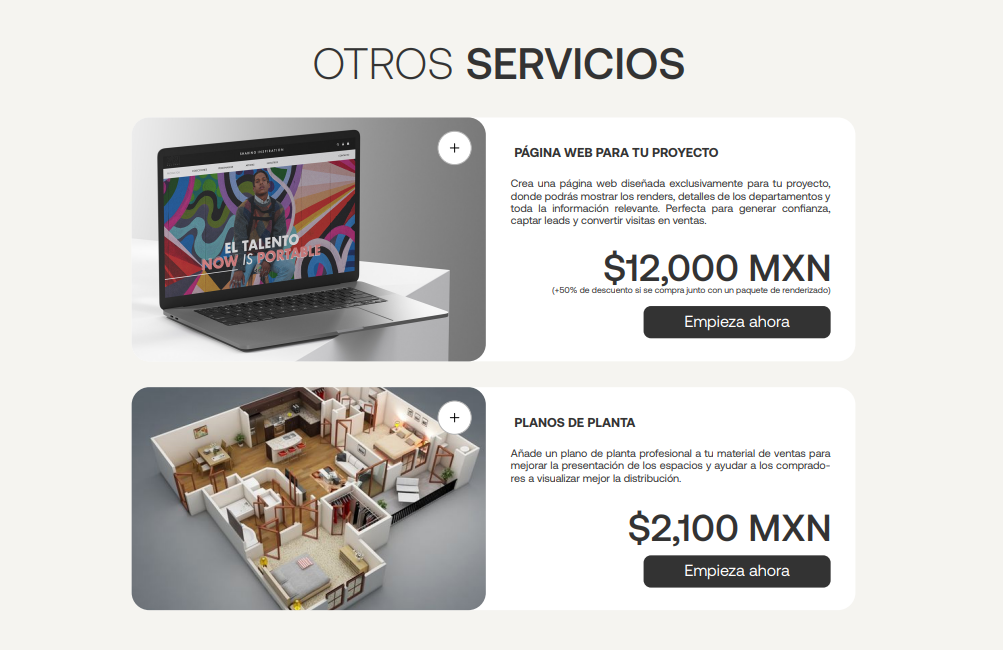 OTROS SERVICIOS
EL TALENTO
NOW IS PORTABLE
+
PÁGINA WEB PARA TU PROYECTO
Crea una página web diseñada exclusivamente para tu proyecto,
donde podrás mostrar los renders, detalles de los departamentos y
toda la información relevante. Perfecta para generar confianza,
captar leads y convertir visitas en ventas.
$12,000 MXN
(+50% de descuento si se compra junto con un paquete de renderizado)
Empieza ahora
+
PLANOS DE PLANTA
Añade un plano de planta profesional a tu material de ventas para
mejorar la presentación de los espacios y ayudar a los comprado-
res a visualizar mejor la distribución.
$2,100 MXN
Empieza ahora